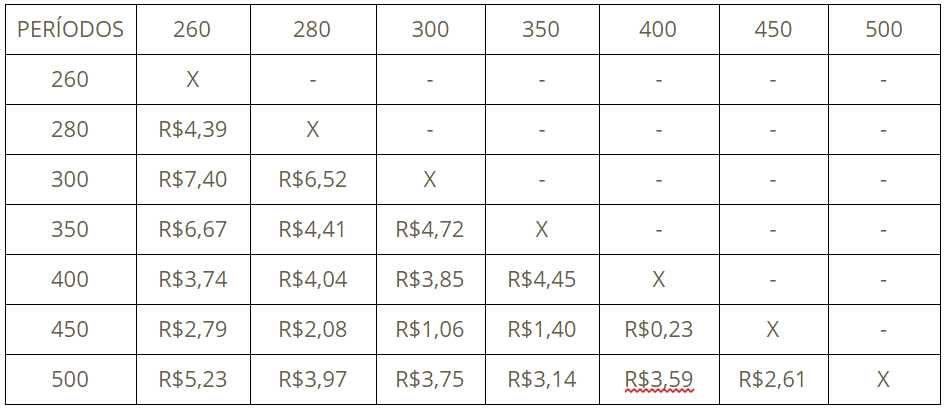 PERÍODOS 260 280 300 350 400 450 500
260 X - - - - - -
280 R$4,39 X - - - - -
300 R$7,40 R$6,52 X - - - -
350 R$6,67 R$4,41 R$4,72 X - - -
400 R$3,74 R$4,04 R$3,85 R$4,45 X - -
450 R$2,79 R$2,08 R$1,06 R$1,40 R$0,23 X -
500 R$5,23 R$3,97 R$3,75 R$3,14 R$3,59 R$2,61 X